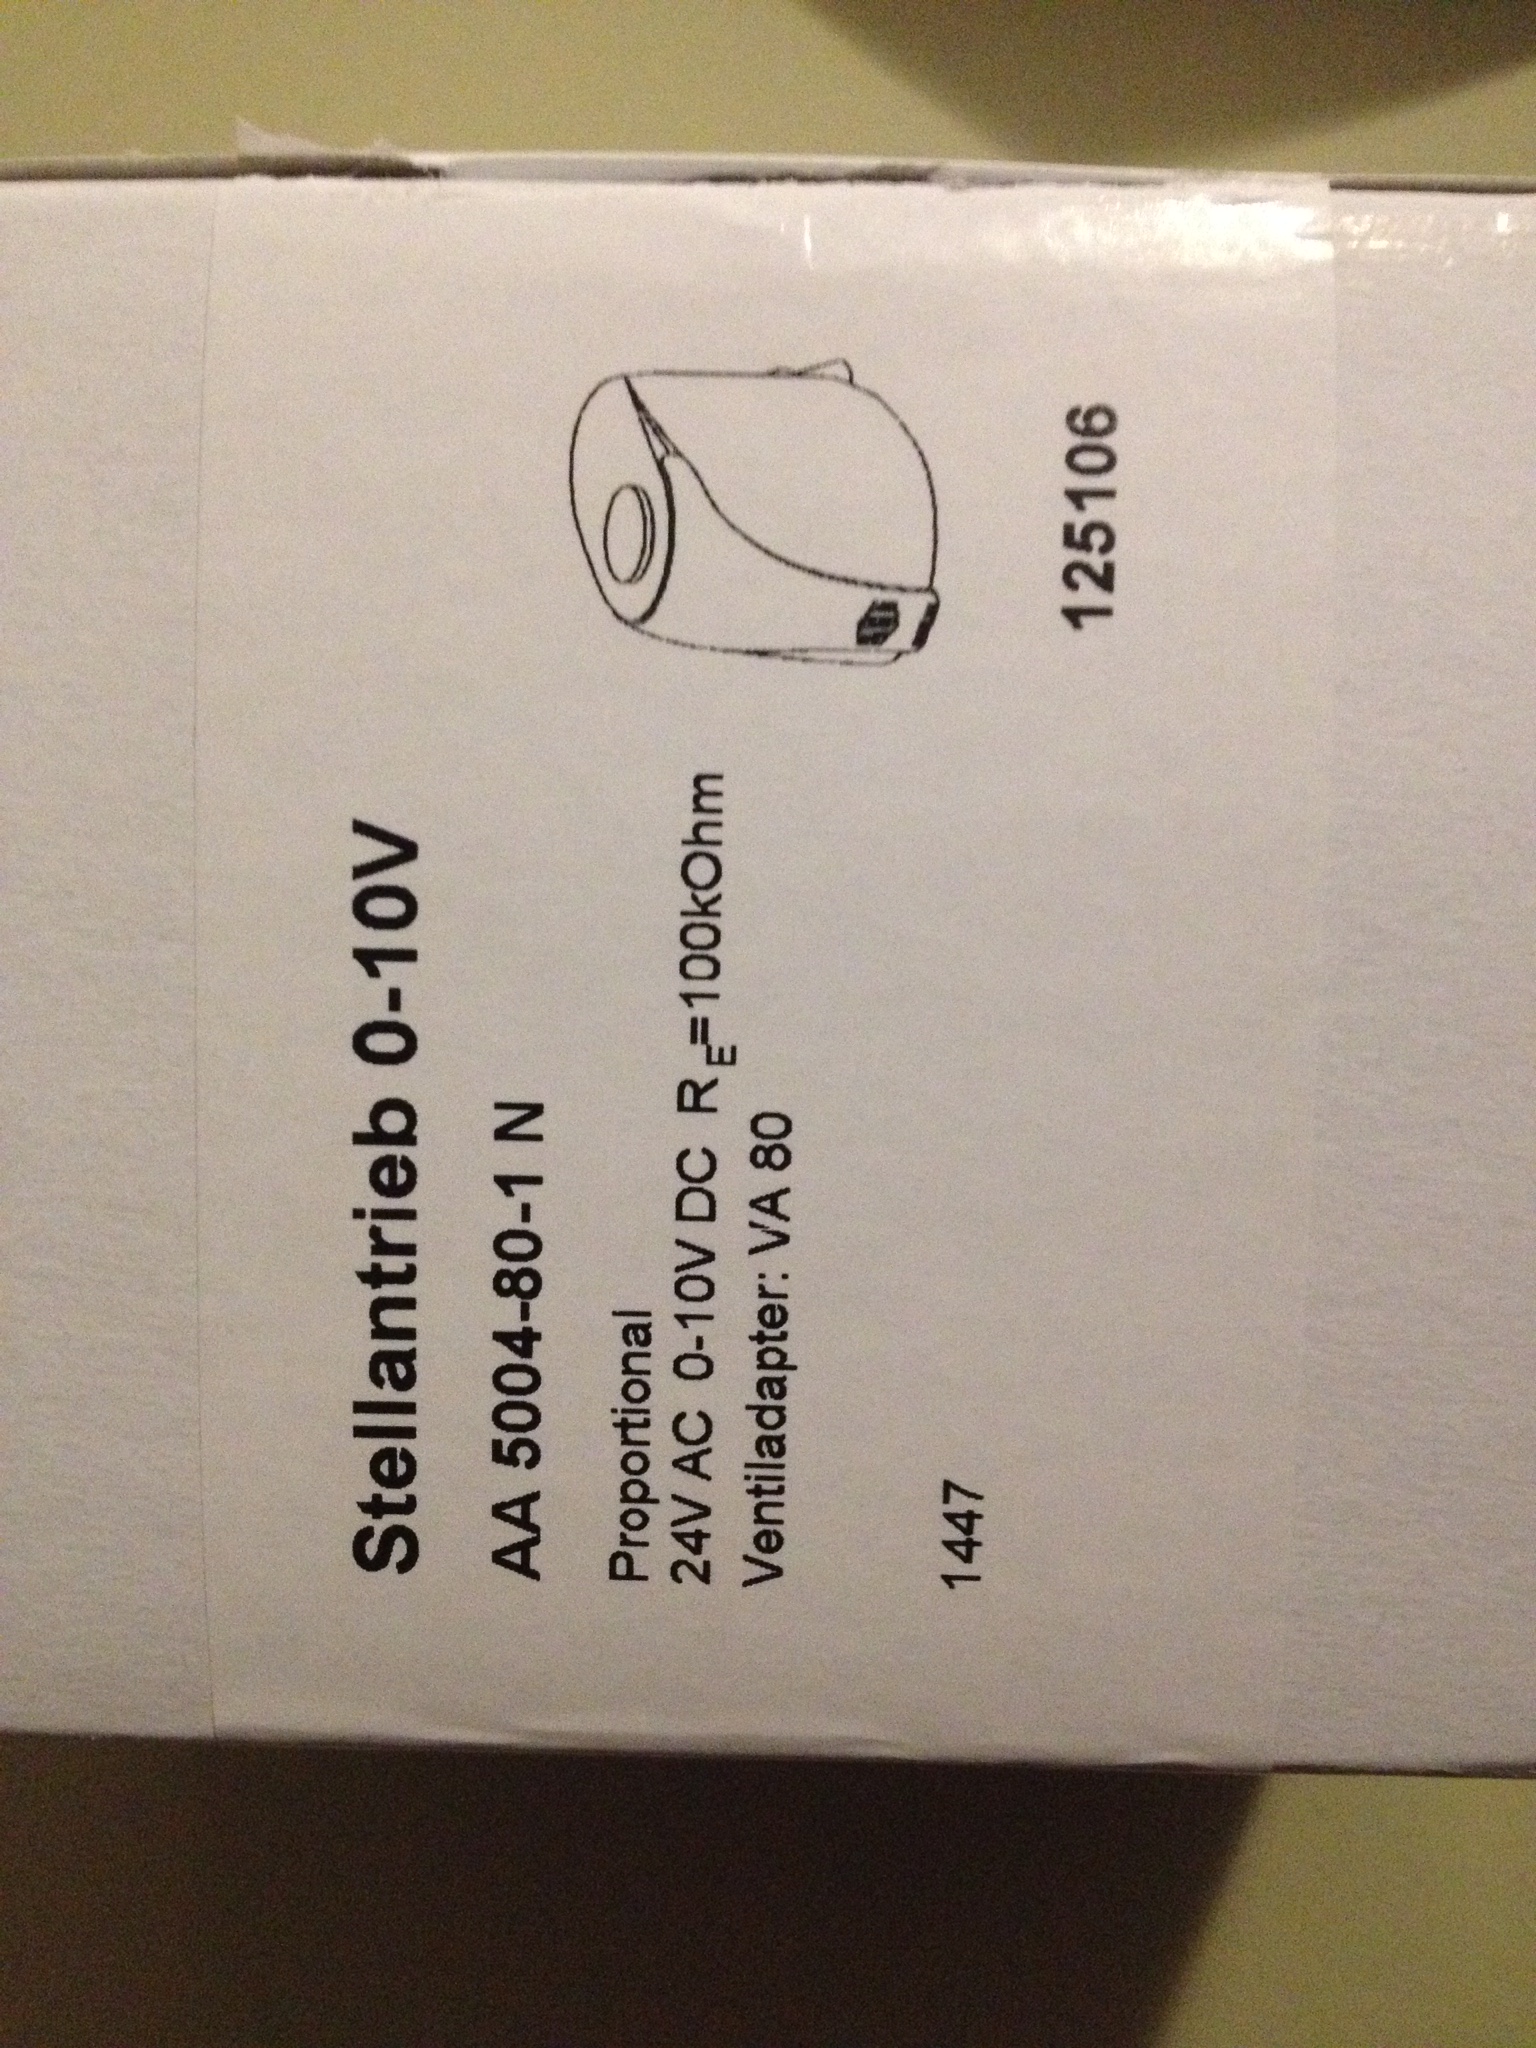 Stellantrieb 0-10V
AA 5004-80-1 N
Proportional
24V AC 0-10V DC R_E=100kOhm
Ventiladapter: VA 80
1447
125106